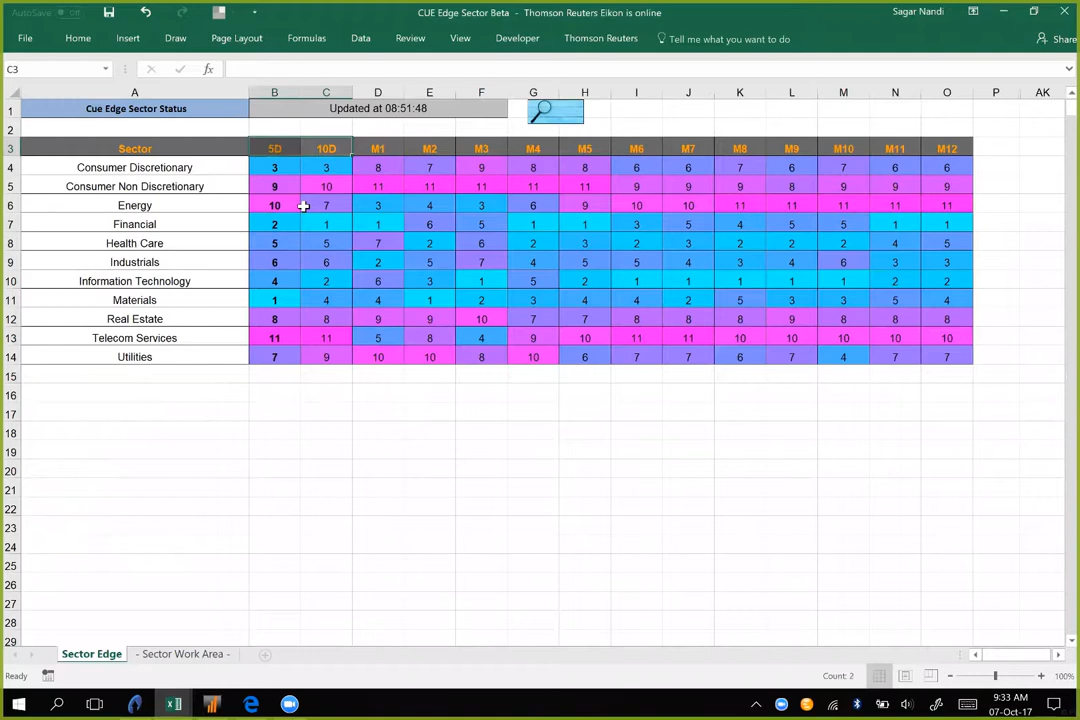 AutoSave Off
CUE Edge Sector Beta - Thomson Reuters Eikon is online
Sagar Nandi
File Home Insert Draw Page Layout Formulas Data Review View Developer Thomson Reuters Tell me what you want to do Share
C3 fx
A B C D E F G H I J K L M N O P AK
1 Cue Edge Sector Status Updated at 08:51:48
2
3 Sector 5D 10D M1 M2 M3 M4 M5 M6 M7 M8 M9 M10 M11 M12
4 Consumer Discretionary 3 3 8 7 9 8 8 6 6 7 6 7 6 6
5 Consumer Non Discretionary 9 10 11 11 11 11 11 9 9 9 8 9 9 9
6 Energy 10 7 3 4 3 6 9 10 10 11 11 11 11 11
7 Financial 2 1 1 6 5 1 1 3 5 4 5 5 1 1
8 Health Care 5 5 7 2 6 2 3 2 3 2 2 2 4 5
9 Industrials 6 6 2 5 7 4 5 5 4 3 4 6 3 3
10 Information Technology 4 2 6 3 1 5 2 1 1 1 1 1 2 2
11 Materials 1 4 4 1 2 3 4 4 2 5 3 3 5 4
12 Real Estate 8 8 9 9 10 7 7 8 8 8 9 8 8 8
13 Telecom Services 11 11 5 8 4 9 10 11 11 10 10 10 10 10
14 Utilities 7 9 10 10 8 10 6 7 7 6 7 4 7 7
15
16
17
18
19
20
21
22
23
24
25
26
27
28
29
Sector Edge - Sector Work Area -
Ready Count: 2 100%
9:33 AM
07-Oct-17